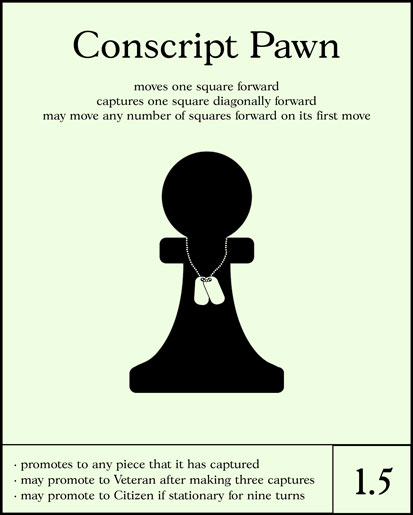 Conscript Pawn
moves one square forward
captures one square diagonally forward
may move any number of squares forward on its first move
· promotes to any piece that it has captured
· may promote to Veteran after making three captures
· may promote to Citizen if stationary for nine turns
1.5